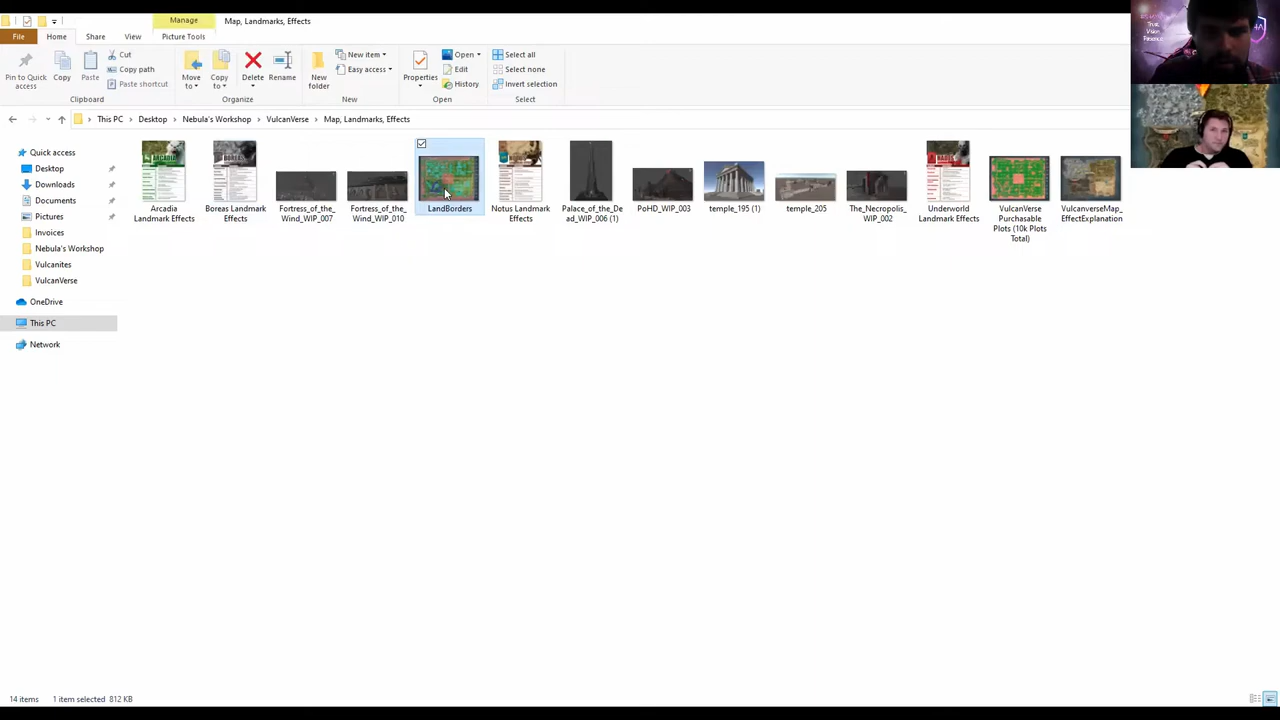 Manage
Map, Landmarks, Effects
File
Home
Share
View
Picture Tools
Pin to Quick
access
Copy
Paste
Cut
Copy path
Paste shortcut
Clipboard
Move
to
Copy
to
Delete
Rename
Organize
New
folder
New item
Easy access
New
Properties
Open
Edit
History
Open
Select all
Select none
Invert selection
Select
This PC
Desktop
Nebula's Workshop
VulcanVerse
Map, Landmarks, Effects
Quick access
Desktop
Downloads
Documents
Pictures
Invoices
Nebula's Workshop
Vulcanites
VulcanVerse
OneDrive
This PC
Network
Arcadia
Landmark Effects
Boreas Landmark
Effects
Fortress_of_the_
Wind_WIP_007
Fortress_of_the_
Wind_WIP_010
LandBorders
Notus Landmark
Effects
Palace_of_the_De
ad_WIP_006 (1)
PoHD_WIP_003
temple_195 (1)
temple_205
The_Necropolis_
WIP_002
Underworld
Landmark Effects
VulcanVerse
Purchasable
Plots (10k Plots
Total)
VulcanverseMap_
EffectExplanation
14 items
1 item selected
812 KB